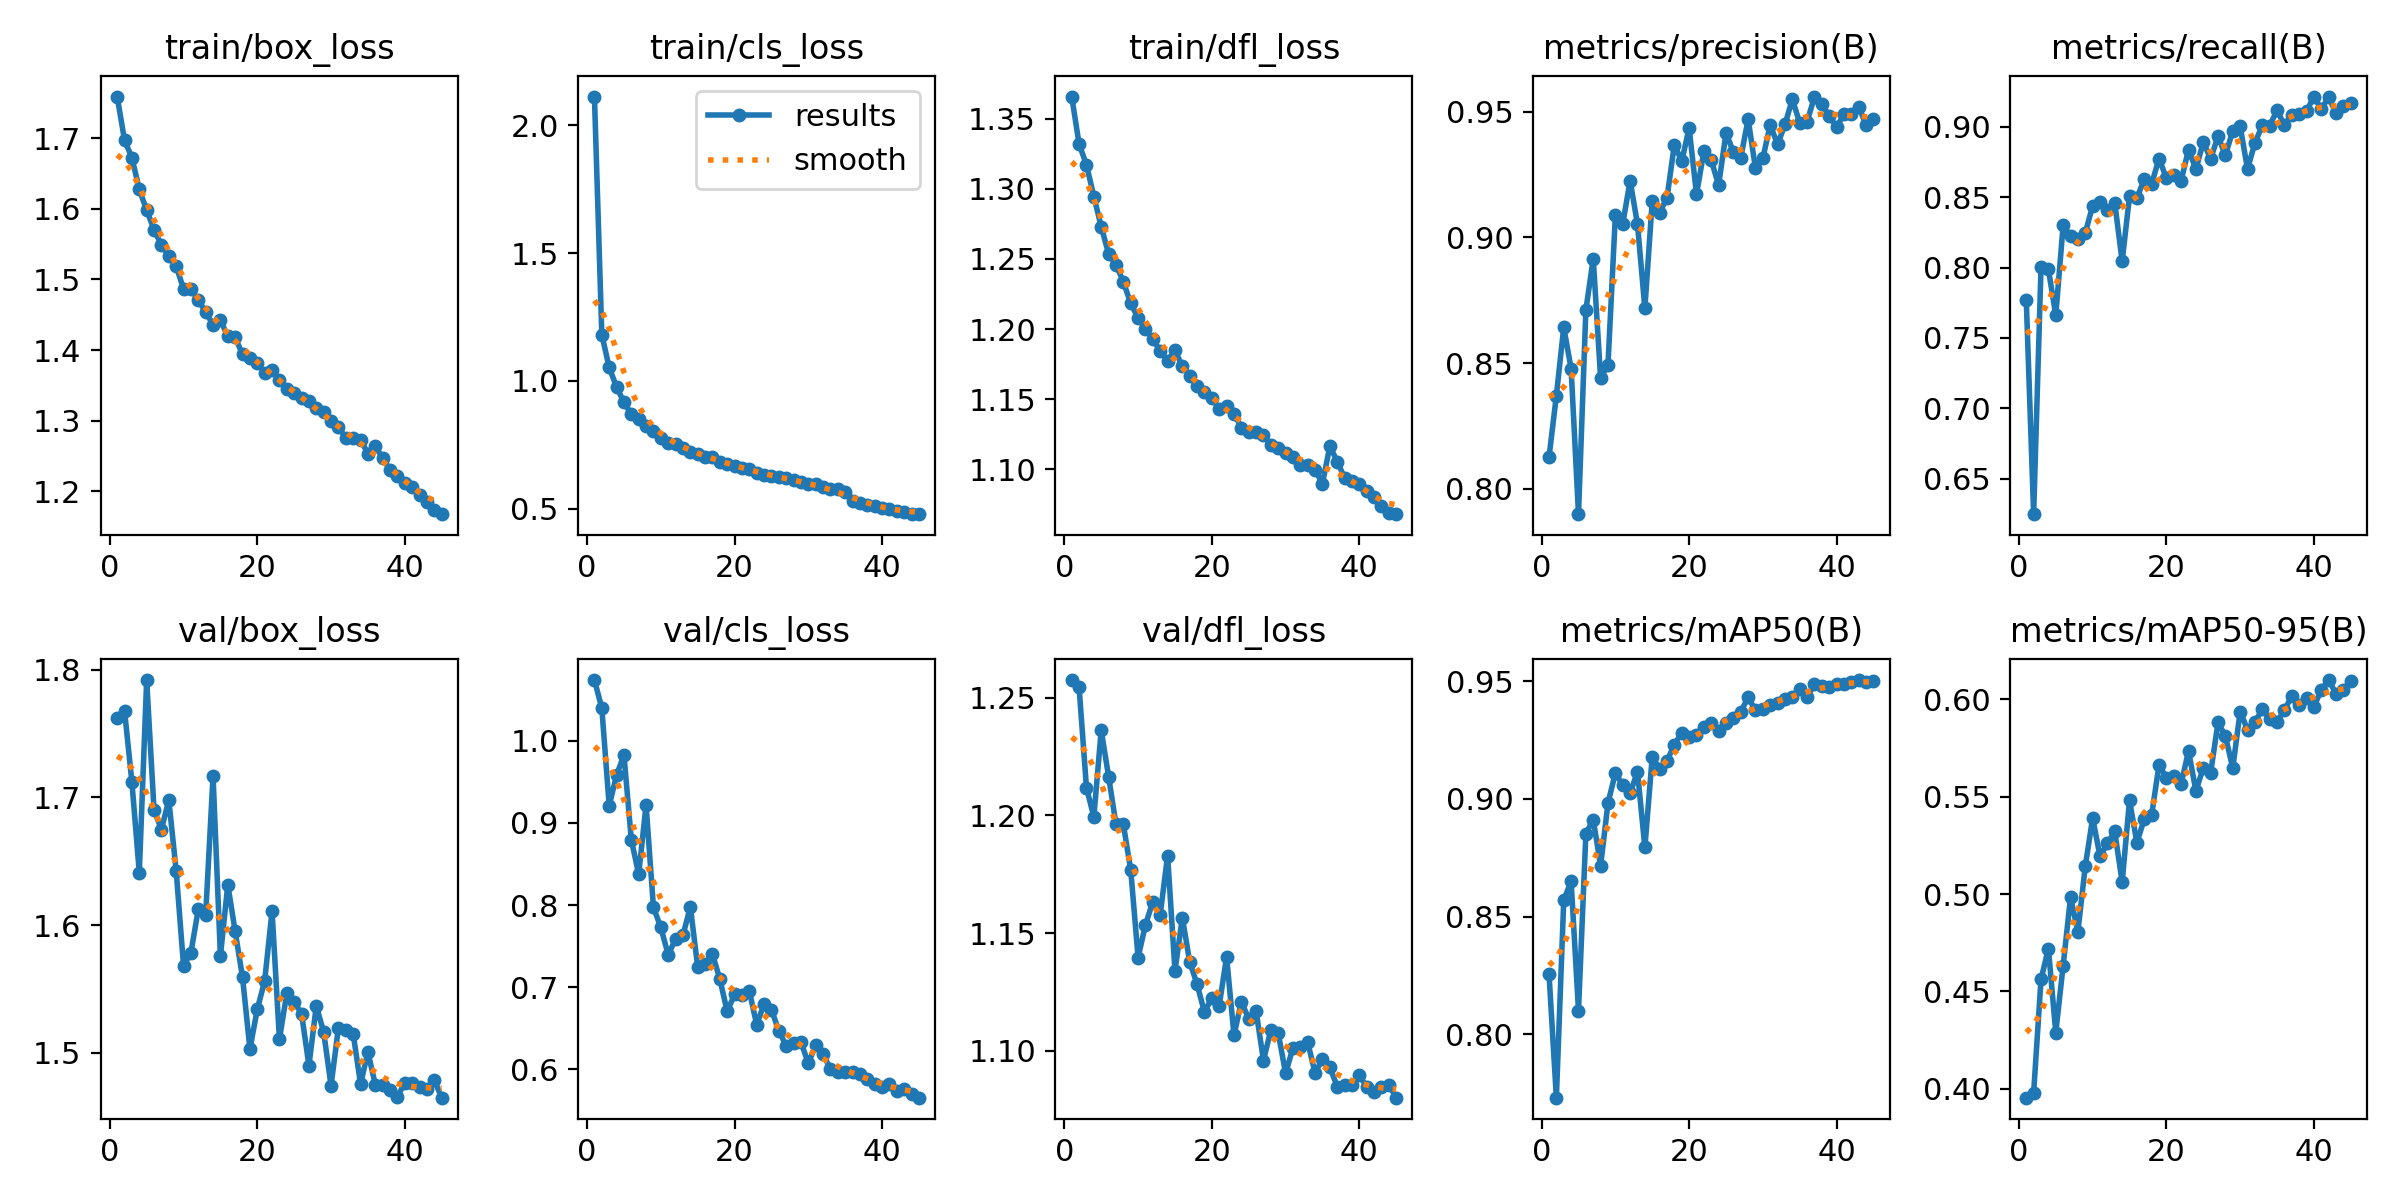 train/box_loss
1.7
1.6
1.5
1.4
1.3
1.2
0 20 40
train/cls_loss
results
smooth
2.0
1.5
1.0
0.5
0 20 40
train/dfl_loss
1.35
1.30
1.25
1.20
1.15
1.10
0 20 40
metrics/precision(B)
0.95
0.90
0.85
0.80
0 20 40
metrics/recall(B)
0.90
0.85
0.80
0.75
0.70
0.65
0 20 40
val/box_loss
1.8
1.7
1.6
1.5
0 20 40
val/cls_loss
1.0
0.9
0.8
0.7
0.6
0 20 40
val/dfl_loss
1.25
1.20
1.15
1.10
0 20 40
metrics/mAP50(B)
0.95
0.90
0.85
0.80
0 20 40
metrics/mAP50-95(B)
0.60
0.55
0.50
0.45
0.40
0 20 40